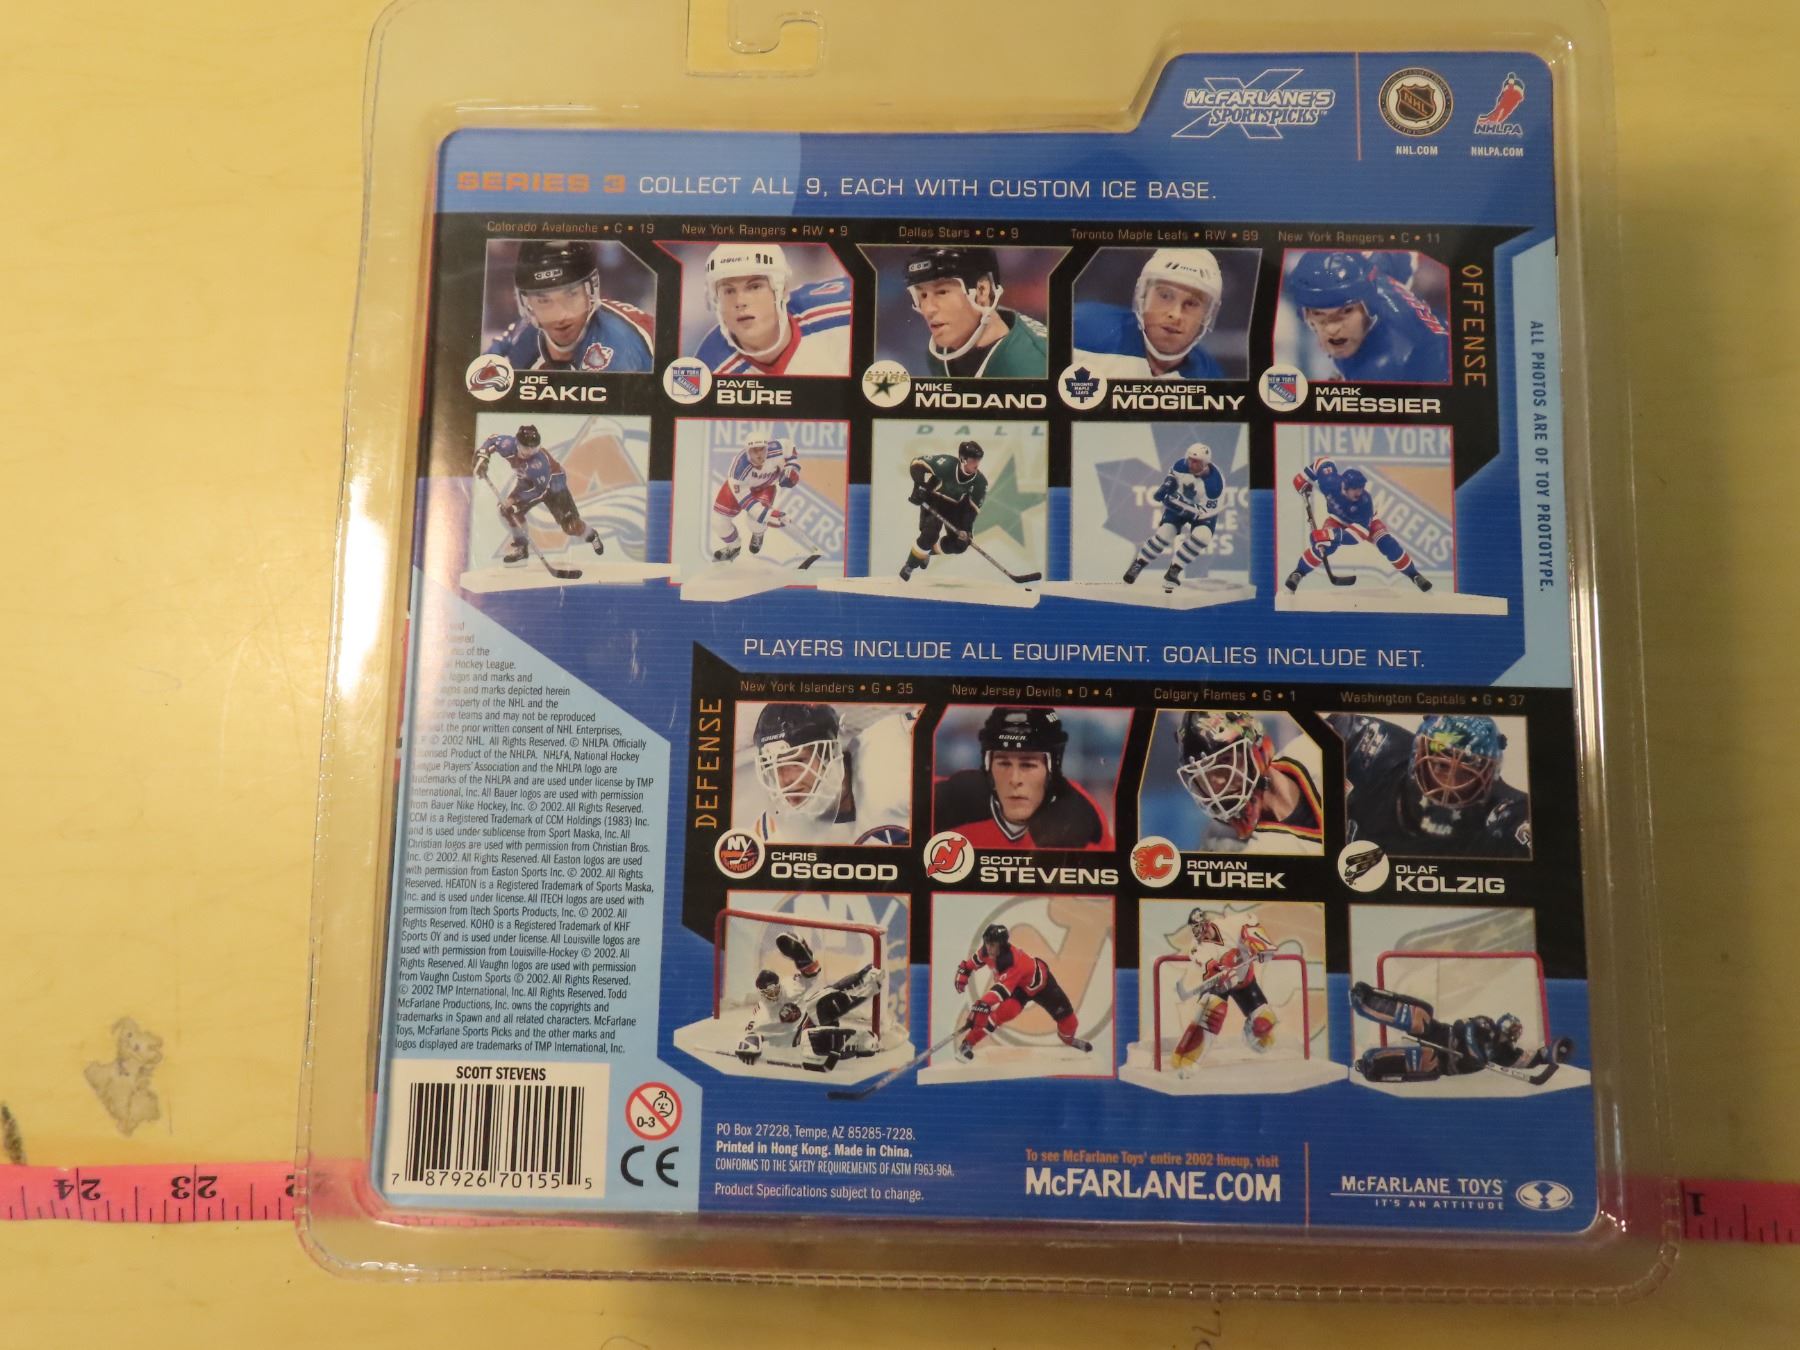 McFARLANE'S
SPORTSPICKS™
NHL
NHL.COM
NHLPA
NHLPA.COM
SERIES 3 COLLECT ALL 9, EACH WITH CUSTOM ICE BASE.
Colorado Avalanche • C • 19
New York Rangers • RW • 9
Dallas Stars • C • 9
Toronto Maple Leafs • RW • 89
New York Rangers • C • 11
OFFENSE
JOE
SAKIC
PAVEL
BURE
MIKE
MODANO
ALEXANDER
MOGILNY
MARK
MESSIER
ALL PHOTOS ARE OF TOY PROTOTYPE.
PLAYERS INCLUDE ALL EQUIPMENT. GOALIES INCLUDE NET.
DEFENSE
New York Islanders • G • 35
New Jersey Devils • D • 4
Calgary Flames • G • 1
Washington Capitals • G • 37
CHRIS
OSGOOD
SCOTT
STEVENS
ROMAN
TUREK
OLAF
KOLZIG
of the
Hockey League.
logos and marks and
and marks depicted herein
property of the NHL and the
teams and may not be reproduced
the prior written consent of NHL Enterprises,
© 2002 NHL. All Rights Reserved. © NHLPA. Officially
Licensed Product of the NHLPA. NHLPA, National Hockey
League Players' Association and the NHLPA logo are
trademarks of the NHLPA and are used under license by TMP
International, Inc. All Bauer logos are used with permission
from Bauer Nike Hockey, Inc. © 2002. All Rights Reserved.
CCM is a Registered Trademark of CCM Holdings (1983) Inc.
and is used under sublicense from Sport Maska, Inc. All
Christian logos are used with permission from Christian Bros.
Inc. © 2002. All Rights Reserved. All Easton logos are used
with permission from Easton Sports Inc. © 2002. All Rights
Reserved. HEATON is a Registered Trademark of Sports Maska,
Inc. and is used under license. All ITECH logos are used with
permission from Itech Sports Products, Inc. © 2002. All
Rights Reserved. KOHO is a Registered Trademark of KHF
Sports OY and is used under license. All Louisville logos are
used with permission from Louisville-Hockey © 2002. All
Rights Reserved. All Vaughn logos are used with permission
from Vaughn Custom Sports © 2002. All Rights Reserved.
© 2002 TMP International, Inc. All Rights Reserved. Todd
McFarlane Productions, Inc. owns the copyrights and
trademarks in Spawn and all related characters. McFarlane
Toys, McFarlane Sports Picks and the other marks and
logos displayed are trademarks of TMP International, Inc.
SCOTT STEVENS
7 87926 70155 5
0-3
CE
PO Box 27228, Tempe, AZ 85285-7228.
Printed in Hong Kong. Made in China.
CONFORMS TO THE SAFETY REQUIREMENTS OF ASTM F963-96A.
Product Specifications subject to change.
To see McFarlane Toys' entire 2002 lineup, visit
McFARLANE.COM
McFARLANE TOYS
IT'S AN ATTITUDE
24 23 1